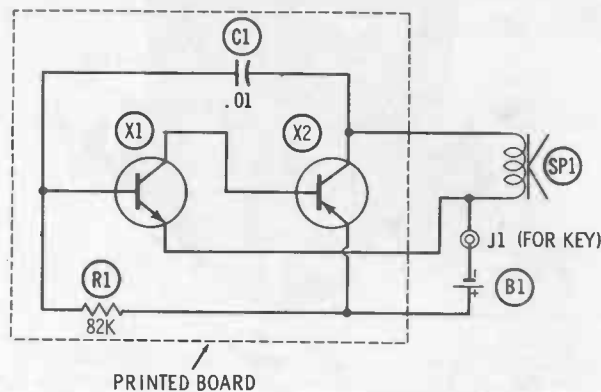 C1
.01
X1
X2
SP1
J1 (FOR KEY)
R1
82K
B1
+
PRINTED BOARD